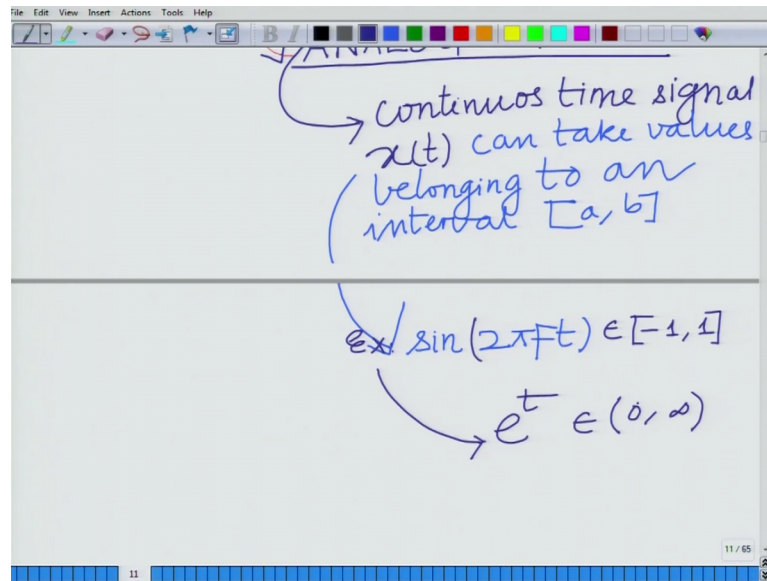 File Edit View Insert Actions Tools Help
B I
continuos time signal
x(t) can take values
belonging to an
interval [a, b]
Ex sin(2πFt) ∈ [-1, 1]
e^t ∈ (0, ∞)
11 / 65
11